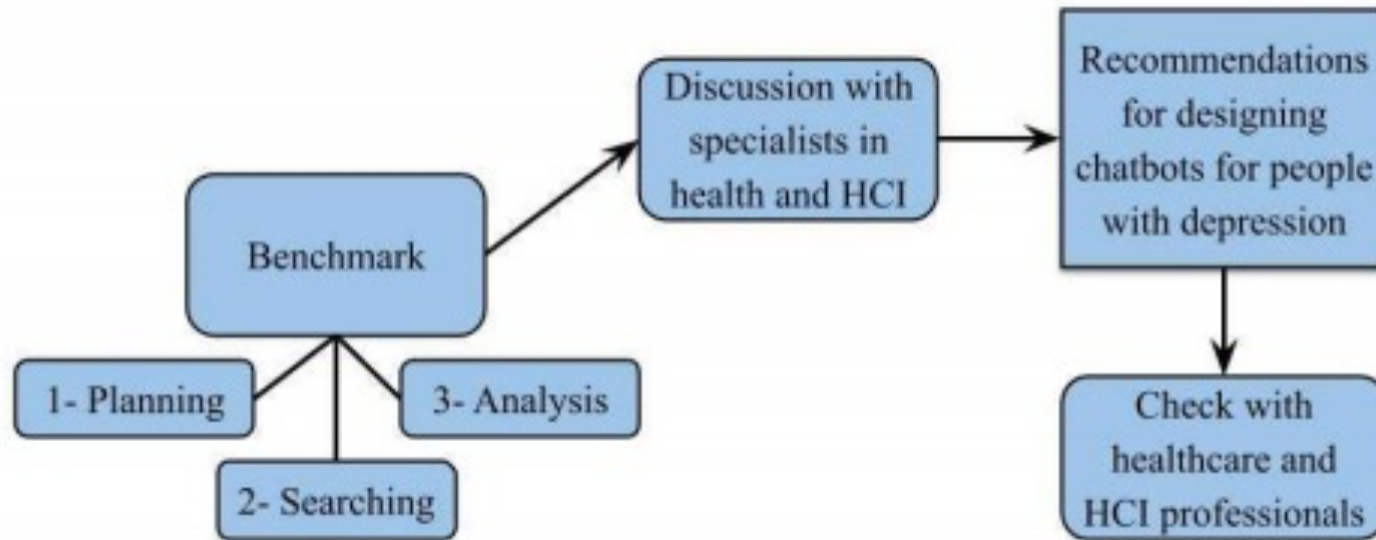 Benchmark
1- Planning
2- Searching
3- Analysis
Discussion with
specialists in
health and HCI
Recommendations
for designing
chatbots for people
with depression
Check with
healthcare and
HCI professionals